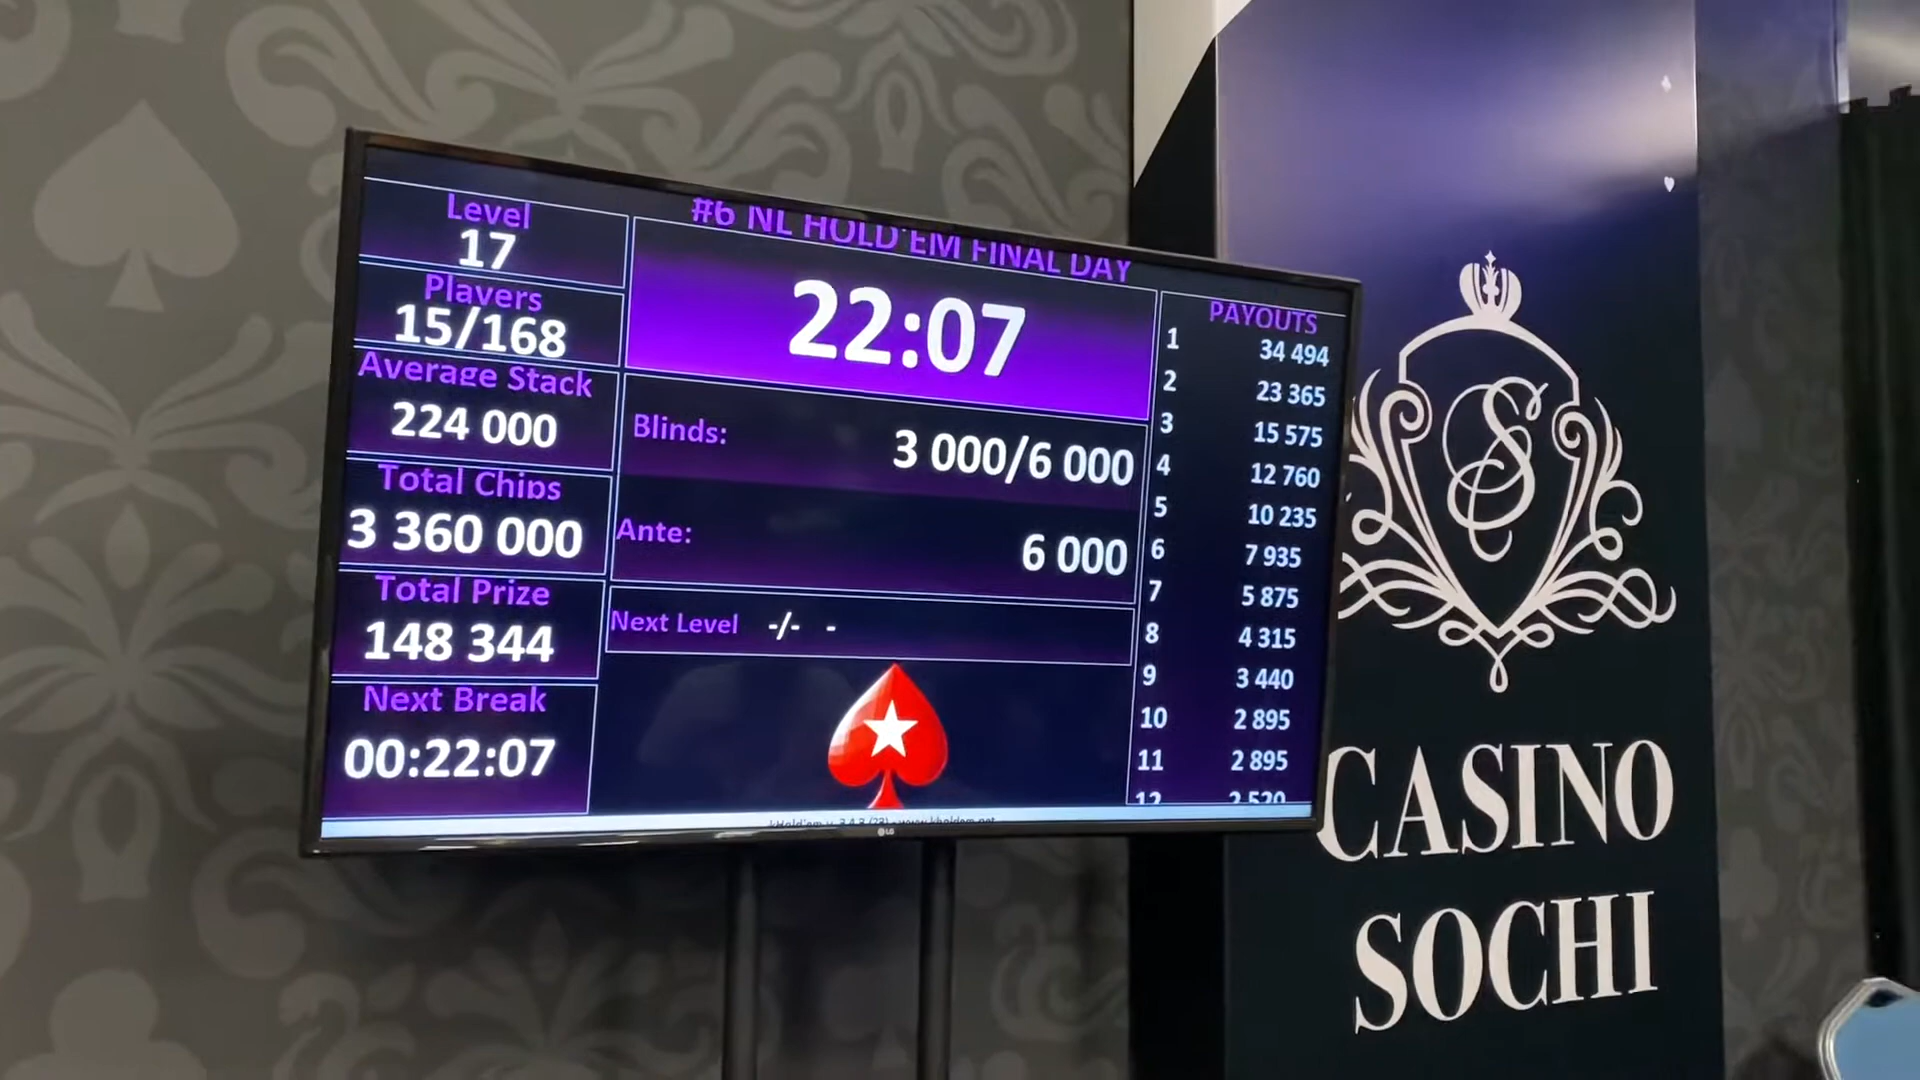 #6 NL HOLD'EM FINAL DAY
Level
17
Players
15/168
Average Stack
224 000
Total Chips
3 360 000
Total Prize
148 344
Next Break
00:22:07
22:07
Blinds: 3 000/6 000
Ante: 6 000
Next Level -/- -
PAYOUTS
1 34 494
2 23 365
3 15 575
4 12 760
5 10 235
6 7 935
7 5 875
8 4 315
9 3 440
10 2 895
11 2 895
12 2 520
LG
S
CASINO
SOCHI